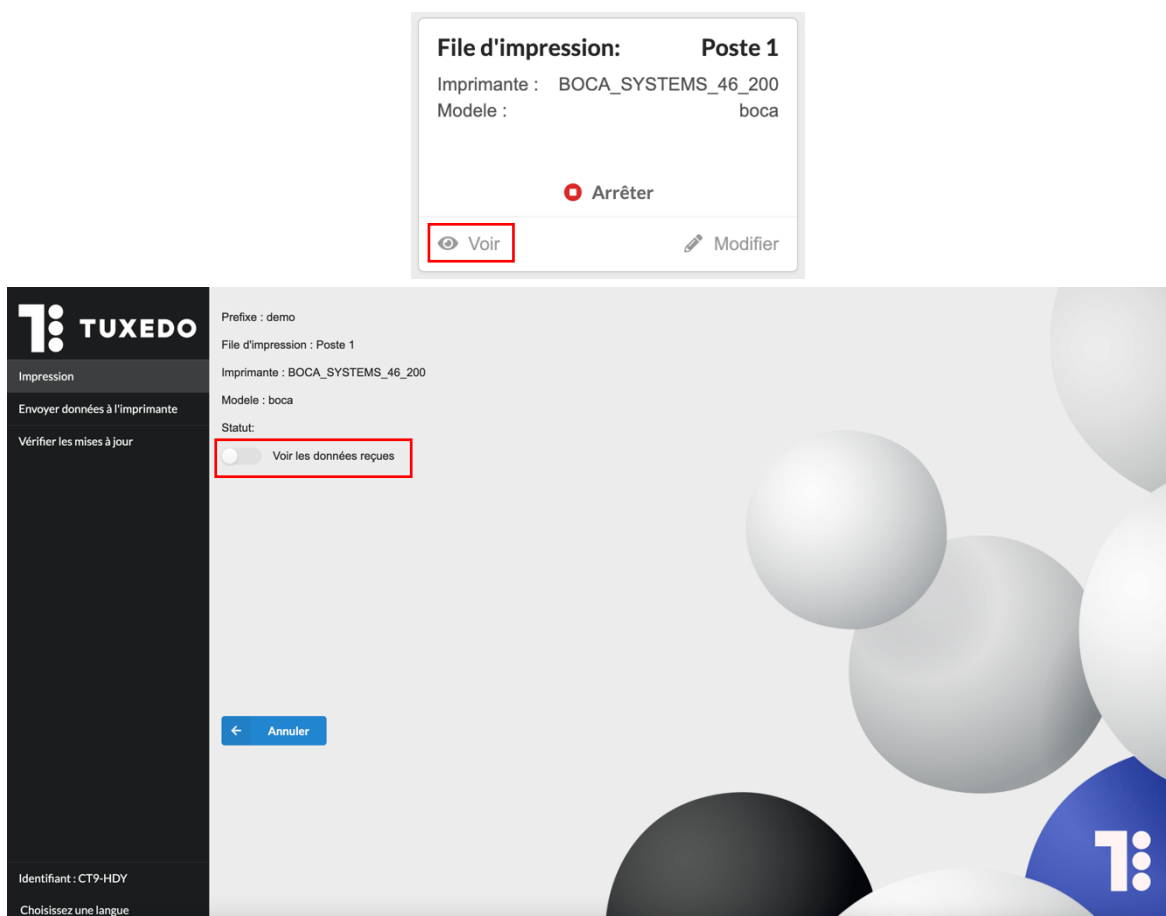 File d'impression: Poste 1
Imprimante : BOCA_SYSTEMS_46_200
Modele : boca
Arrêter
Voir Modifier
TUXEDO
Impression
Envoyer données à l'imprimante
Vérifier les mises à jour
Identifiant : CT9-HDY
Choisissez une langue
Prefixe : demo
File d'impression : Poste 1
Imprimante : BOCA_SYSTEMS_46_200
Modele : boca
Statut:
Voir les données reçues
Annuler